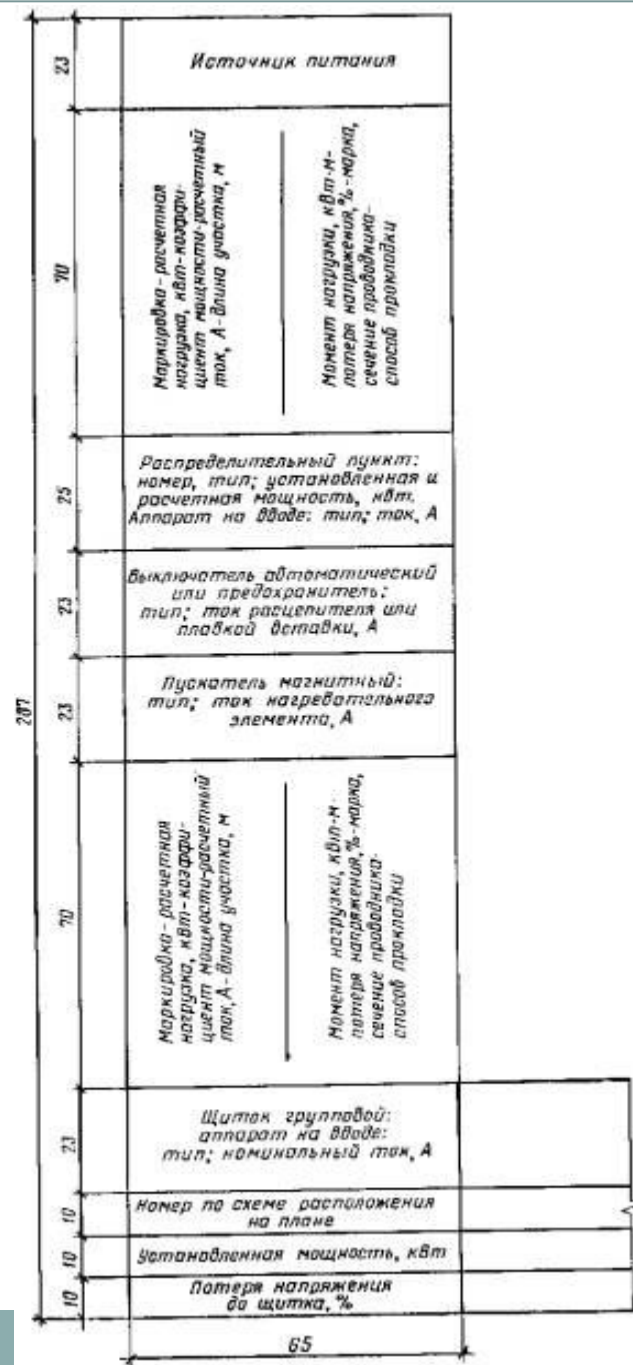 23
Источник питания
70
Маркировка-расчетная
нагрузка, квт-коэффи-
циент мощности-расчетный
ток, А-длина участка, м
Момент нагрузки, кВт-м-
потеря напряжения,%-марка,
сечение проводника-
способ прокладки
25
Распределительный пункт:
номер, тип; установленная и
расчетная мощность, квт.
Аппарат на вводе: тип; ток, А
23
Выключатель автоматический
или предохранитель:
тип; ток расцепителя или
плавкой вставки, А
287
23
Пускатель магнитный:
тип; ток нагревательного
элемента, А
70
Маркировка-расчетная
нагрузка, кВт-коэффи-
циент мощности-расчетный
ток, А-длина участка, м
Момент нагрузки, кВт-м-
потеря напряжения,%-марка,
сечение проводника-
способ прокладки
23
Щиток групповой:
аппарат на вводе:
тип; номинальный ток, А
10
Номер по схеме расположения
на плане
10
Установленная мощность, кВт
10
Потеря напряжения
до щитка, %
65